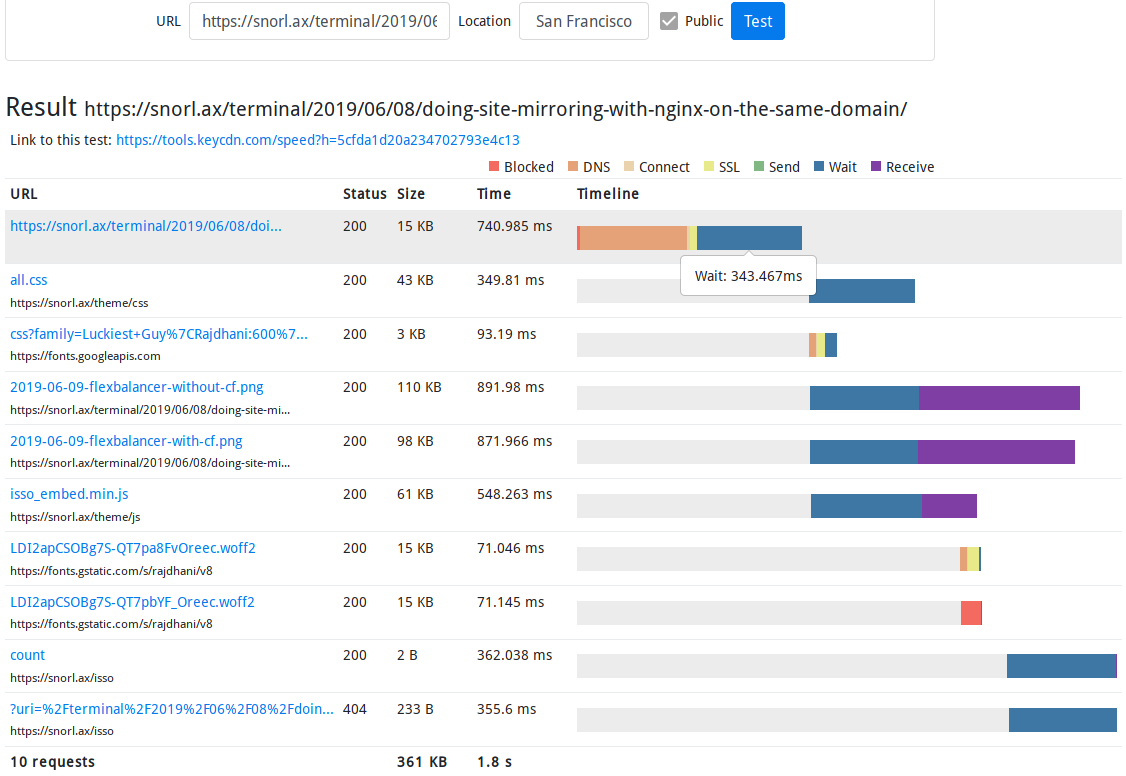 URL https://snorl.ax/terminal/2019/06 Location San Francisco Public Test
Result https://snorl.ax/terminal/2019/06/08/doing-site-mirroring-with-nginx-on-the-same-domain/
Link to this test: https://tools.keycdn.com/speed?h=5cfda1d20a234702793e4c13
Blocked DNS Connect SSL Send Wait Receive
URL Status Size Time Timeline
https://snorl.ax/terminal/2019/06/08/doi... 200 15 KB 740.985 ms
Wait: 343.467ms
all.css 200 43 KB 349.81 ms
https://snorl.ax/theme/css
css?family=Luckiest+Guy%7CRajdhani:600%7... 200 3 KB 93.19 ms
https://fonts.googleapis.com
2019-06-09-flexbalancer-without-cf.png 200 110 KB 891.98 ms
https://snorl.ax/terminal/2019/06/08/doing-site-mi...
2019-06-09-flexbalancer-with-cf.png 200 98 KB 871.966 ms
https://snorl.ax/terminal/2019/06/08/doing-site-mi...
isso_embed.min.js 200 61 KB 548.263 ms
https://snorl.ax/theme/js
LDI2apCSOBg7S-QT7pa8FvOreec.woff2 200 15 KB 71.046 ms
https://fonts.gstatic.com/s/rajdhani/v8
LDI2apCSOBg7S-QT7pbYF_Oreec.woff2 200 15 KB 71.145 ms
https://fonts.gstatic.com/s/rajdhani/v8
count 200 2 B 362.038 ms
https://snorl.ax/isso
?uri=%2Fterminal%2F2019%2F06%2F08%2Fdoin... 404 233 B 355.6 ms
https://snorl.ax/isso
10 requests 361 KB 1.8 s